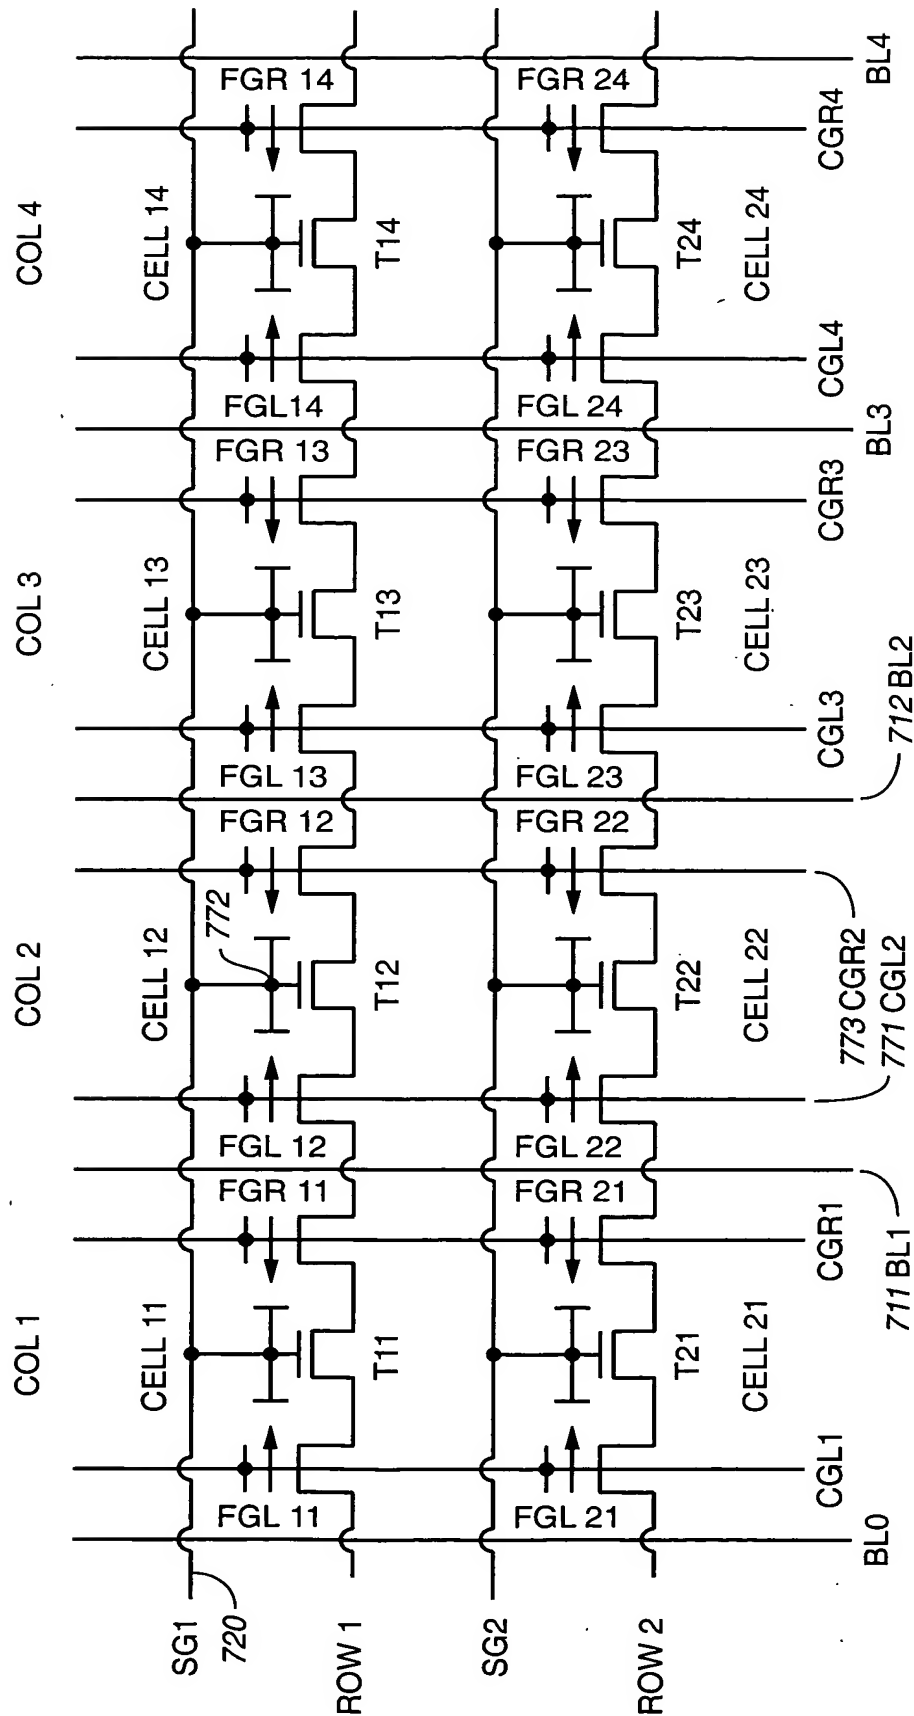 COL 1 COL 2 COL 3 COL 4
CELL 11 CELL 12 CELL 13 CELL 14
SG1
720
772
FGL 11 FGR 11 FGL 12 FGR 12 FGL 13 FGR 13 FGL14 FGR 14
ROW 1
T11 T12 T13 T14
SG2
FGL 21 FGR 21 FGL 22 FGR 22 FGL 23 FGR 23 FGL 24 FGR 24
ROW 2
T21 T22 T23 T24
CELL 21 CELL 22 CELL 23 CELL 24
CGL1 CGR1 773 CGR2 CGL3 CGR3 CGL4 CGR4
BL0 711 BL1 771 CGL2 712 BL2 BL3 BL4